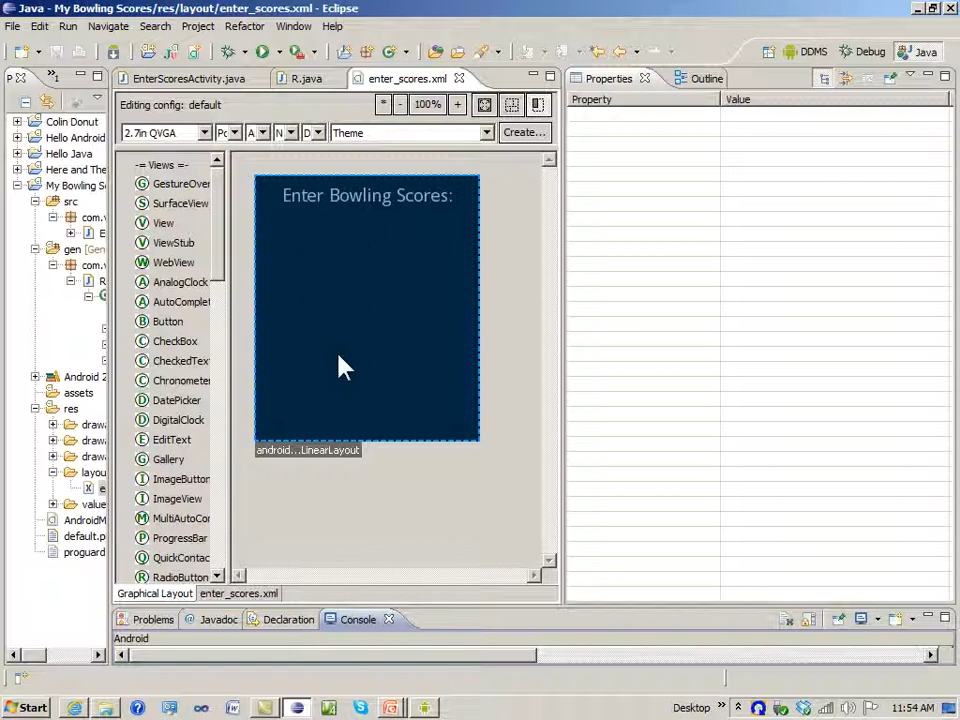 Java - My Bowling Scores/res/layout/enter_scores.xml - Eclipse
File Edit Run Navigate Search Project Refactor Window Help
DDMS Debug Java
P 1 EnterScoresActivity.java R.java enter_scores.xml Properties Outline
Editing config: default * - 100% + Property Value
Colin Donut
Hello Android
Hello Java
Here and The
My Bowling S
src
com.v
E
gen [Gen
com.v
R
Android 2
assets
res
drawa
drawa
drawa
layou
e
value
AndroidM
default.p
proguard
2.7in QVGA Po A N D Theme Create...
-= Views =-
GestureOver
SurfaceView
View
ViewStub
WebView
AnalogClock
AutoComplet
Button
CheckBox
CheckedText
Chronometer
DatePicker
DigitalClock
EditText
Gallery
ImageButton
ImageView
MultiAutoCor
ProgressBar
QuickContac
RadioButton
Enter Bowling Scores:
android...LinearLayout
Graphical Layout enter_scores.xml
Problems Javadoc Declaration Console
Android
Start Desktop 11:54 AM